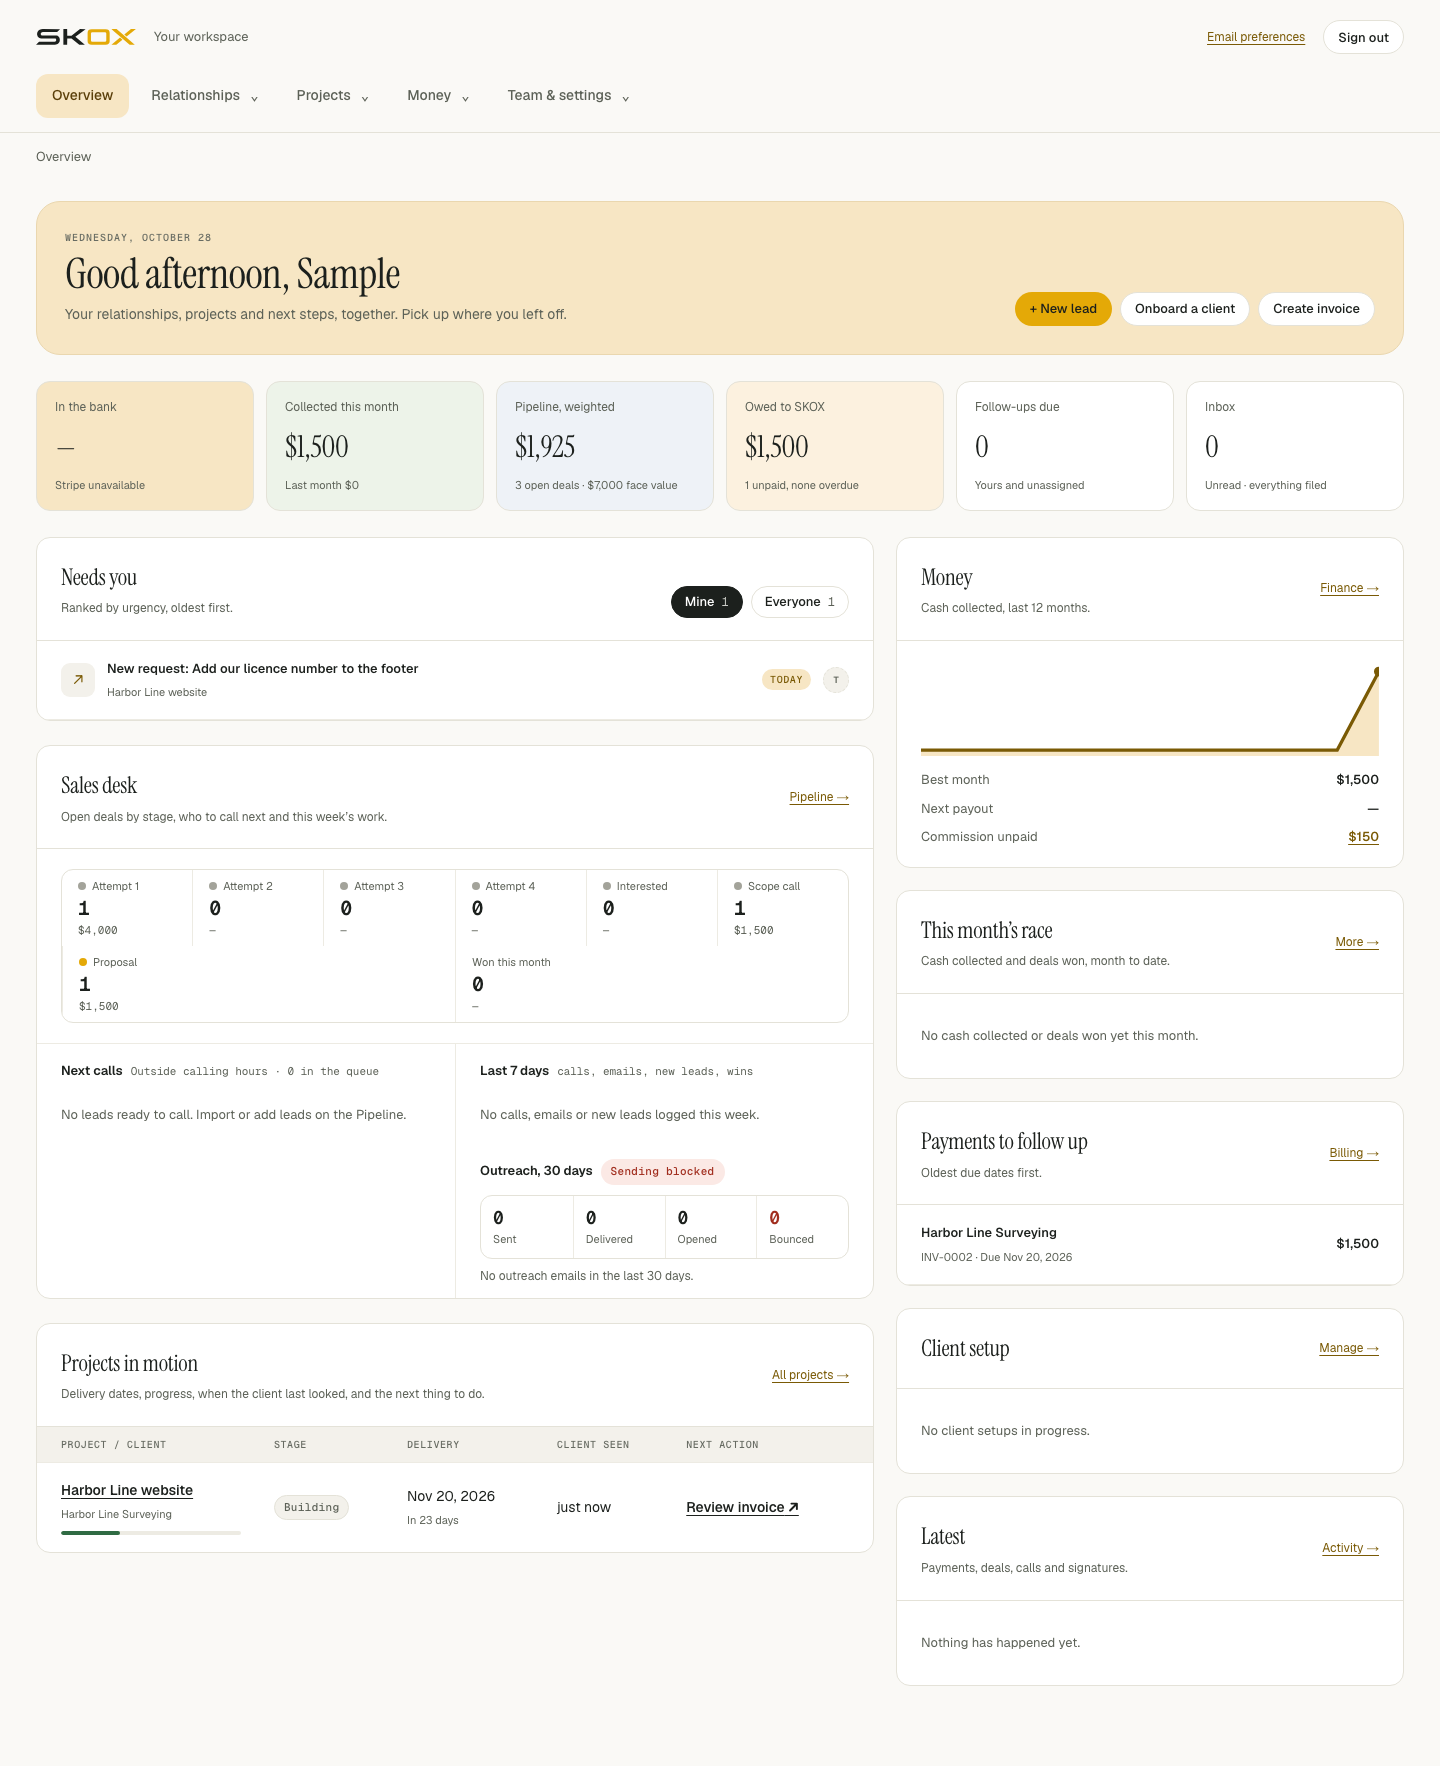 SKOX
Your workspace
Email preferences
Sign out
Overview
Relationships
Projects
Money
Team & settings
Overview
WEDNESDAY, OCTOBER 28
Good afternoon, Sample
Your relationships, projects and next steps, together. Pick up where you left off.
+ New lead
Onboard a client
Create invoice
In the bank
—
Stripe unavailable
Collected this month
$1,500
Last month $0
Pipeline, weighted
$1,925
3 open deals · $7,000 face value
Owed to SKOX
$1,500
1 unpaid, none overdue
Follow-ups due
0
Yours and unassigned
Inbox
0
Unread · everything filed
Needs you
Ranked by urgency, oldest first.
Mine 1
Everyone 1
↗
New request: Add our licence number to the footer
Harbor Line website
TODAY
T
Sales desk
Open deals by stage, who to call next and this week’s work.
Pipeline →
Attempt 1
1
$4,000
Attempt 2
0
—
Attempt 3
0
—
Attempt 4
0
—
Interested
0
—
Scope call
1
$1,500
Proposal
1
$1,500
Won this month
0
—
Next calls Outside calling hours · 0 in the queue
No leads ready to call. Import or add leads on the Pipeline.
Last 7 days calls, emails, new leads, wins
No calls, emails or new leads logged this week.
Outreach, 30 days Sending blocked
0
Sent
0
Delivered
0
Opened
0
Bounced
No outreach emails in the last 30 days.
Projects in motion
Delivery dates, progress, when the client last looked, and the next thing to do.
All projects →
PROJECT / CLIENT
STAGE
DELIVERY
CLIENT SEEN
NEXT ACTION
Harbor Line website
Harbor Line Surveying
Building
Nov 20, 2026
In 23 days
just now
Review invoice ↗
Money
Cash collected, last 12 months.
Finance →
Best month
$1,500
Next payout
—
Commission unpaid
$150
This month’s race
Cash collected and deals won, month to date.
More →
No cash collected or deals won yet this month.
Payments to follow up
Oldest due dates first.
Billing →
Harbor Line Surveying
INV-0002 · Due Nov 20, 2026
$1,500
Client setup
Manage →
No client setups in progress.
Latest
Payments, deals, calls and signatures.
Activity →
Nothing has happened yet.